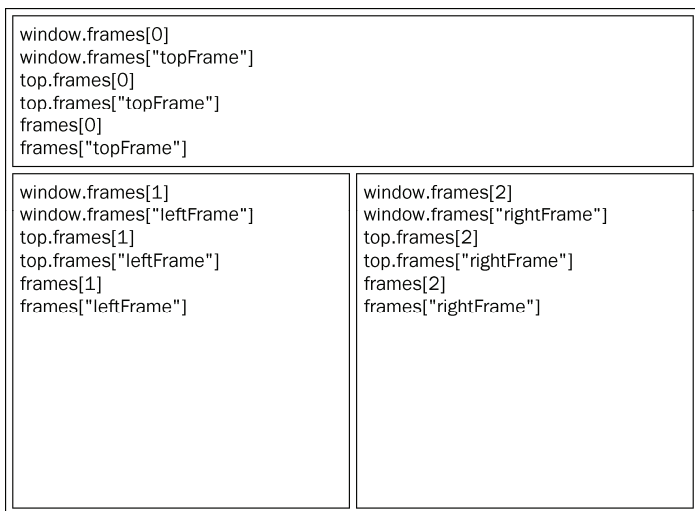 window.frames[0]
window.frames["topFrame"]
top.frames[0]
top.frames["topFrame"]
frames[0]
frames["topFrame"]
window.frames[1]
window.frames["leftFrame"]
top.frames[1]
top.frames["leftFrame"]
frames[1]
frames["leftFrame"]
window.frames[2]
window.frames["rightFrame"]
top.frames[2]
top.frames["rightFrame"]
frames[2]
frames["rightFrame"]